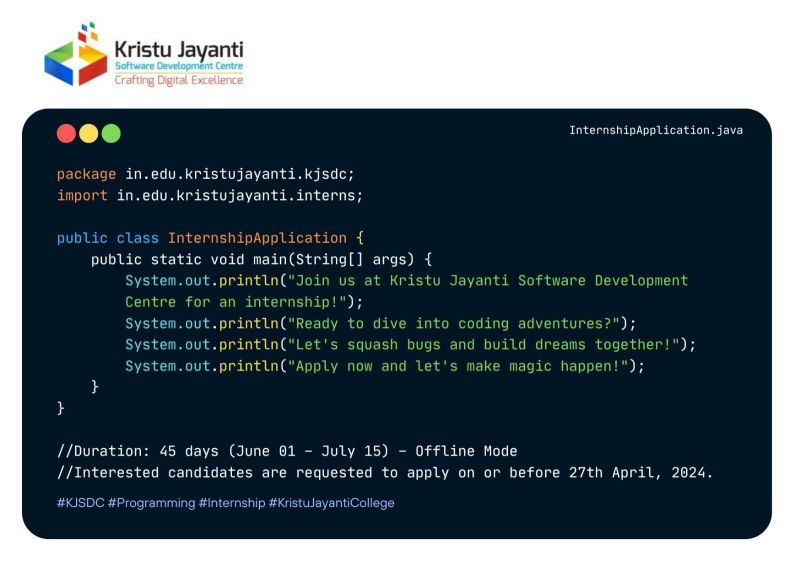 Kristu Jayanti
Software Development Centre
Crafting Digital Excellence
InternshipApplication.java
package in.edu.kristujayanti.kjsdc;
import in.edu.kristujayanti.interns;
public class InternshipApplication {
public static void main(String[] args) {
System.out.println("Join us at Kristu Jayanti Software Development
Centre for an internship!");
System.out.println("Ready to dive into coding adventures?");
System.out.println("Let's squash bugs and build dreams together!");
System.out.println("Apply now and let's make magic happen!");
}
}
//Duration: 45 days (June 01 – July 15) – Offline Mode
//Interested candidates are requested to apply on or before 27th April, 2024.
#KJSDC #Programming #Internship #KristuJayantiCollege